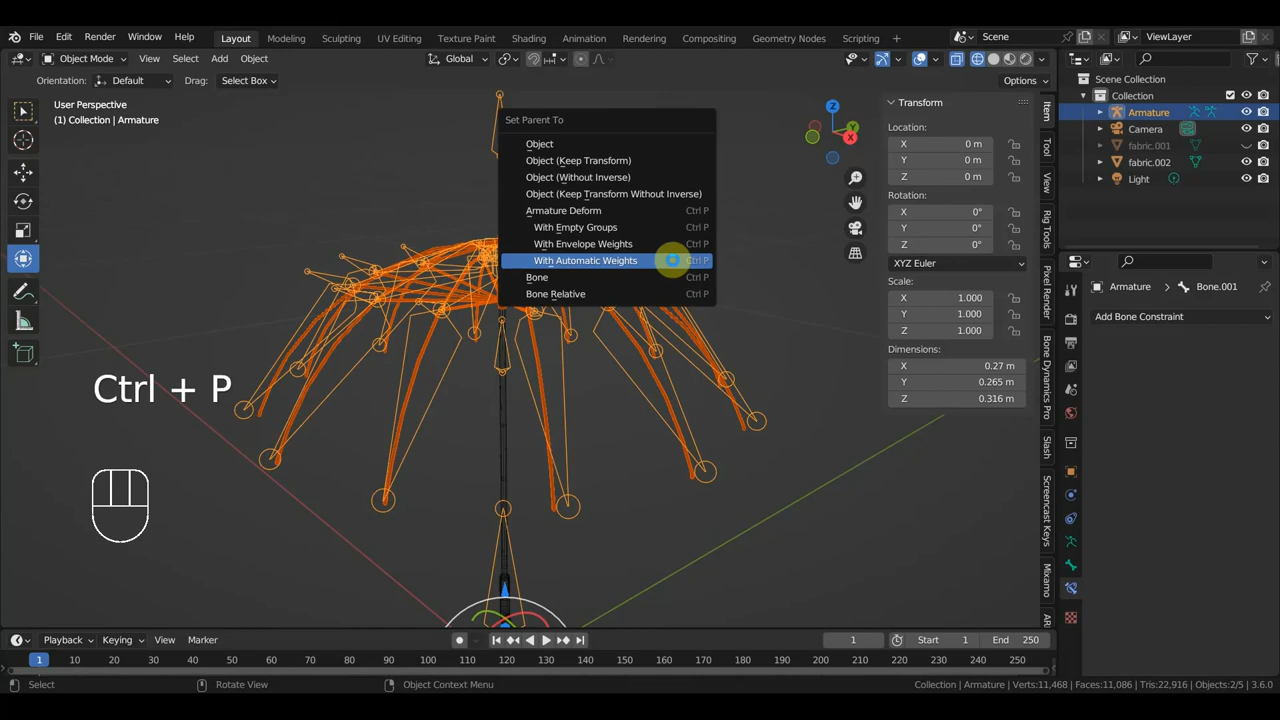 File Edit Render Window Help Layout Modeling Sculpting UV Editing Texture Paint Shading Animation Rendering Compositing Geometry Nodes Scripting + Scene ViewLayer
Object Mode View Select Add Object Global
Orientation: Default Drag: Select Box Options
User Perspective
(1) Collection | Armature
Set Parent To
Object
Object (Keep Transform)
Object (Without Inverse)
Object (Keep Transform Without Inverse)
Armature Deform Ctrl P
With Empty Groups Ctrl P
With Envelope Weights Ctrl P
With Automatic Weights Ctrl P
Bone Ctrl P
Bone Relative Ctrl P
Z
Y
X
Transform
Location:
X 0 m
Y 0 m
Z 0 m
Rotation:
X 0°
Y 0°
Z 0°
XYZ Euler
Scale:
X 1.000
Y 1.000
Z 1.000
Dimensions:
X 0.27 m
Y 0.265 m
Z 0.316 m
Item
Tool
View
Rig Tools
Pixel Render
Bone Dynamics Pro
Slash
Screencast Keys
Mixamo
AR
Scene Collection
Collection
Armature
Camera
fabric.001
fabric.002
Light
Armature > Bone.001
Add Bone Constraint
Ctrl + P
Playback Keying View Marker 1 Start 1 End 250
1 10 20 30 40 50 60 70 80 90 100 110 120 130 140 150 160 170 180 190 200 210 220 230 240 250
Select Rotate View Object Context Menu Collection | Armature | Verts:11,468 | Faces:11,086 | Tris:22,916 | Objects:2/5 | 3.6.0